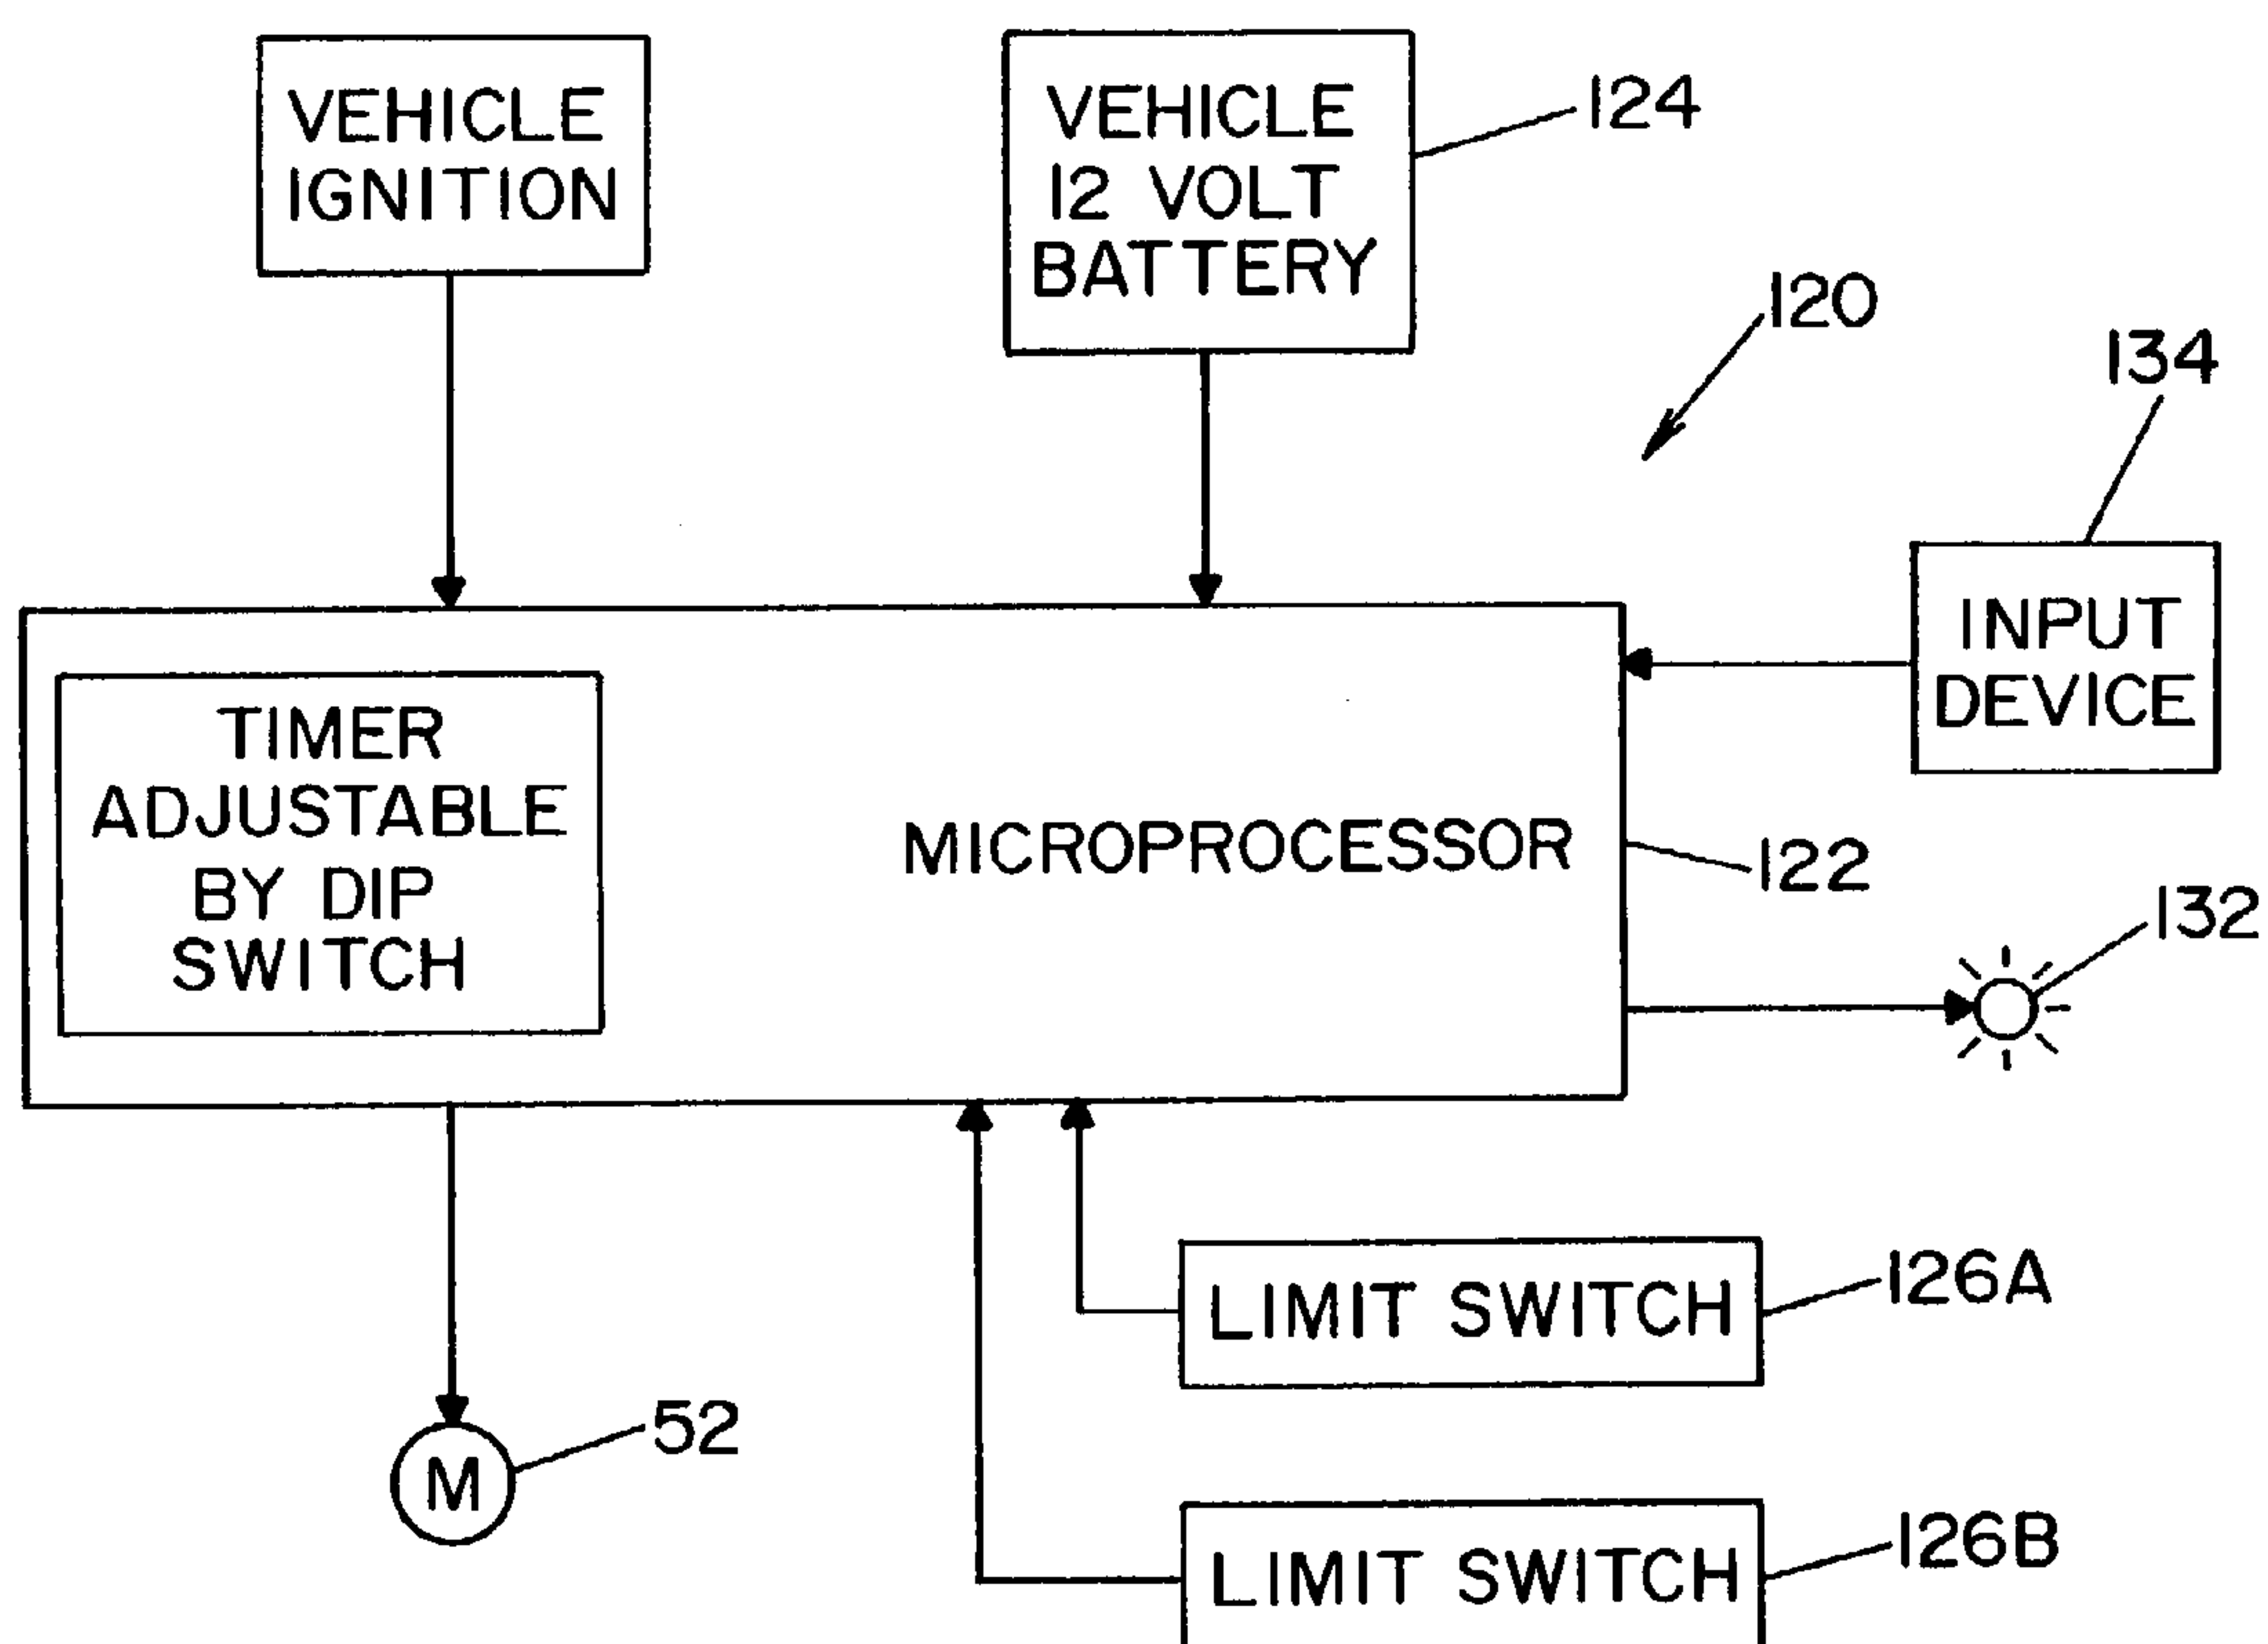 VEHICLE
IGNITION
VEHICLE
12 VOLT
BATTERY
124
120
134
INPUT
DEVICE
TIMER
ADJUSTABLE
BY DIP
SWITCH
MICROPROCESSOR
122
132
LIMIT SWITCH
126A
52
M
LIMIT SWITCH
126B